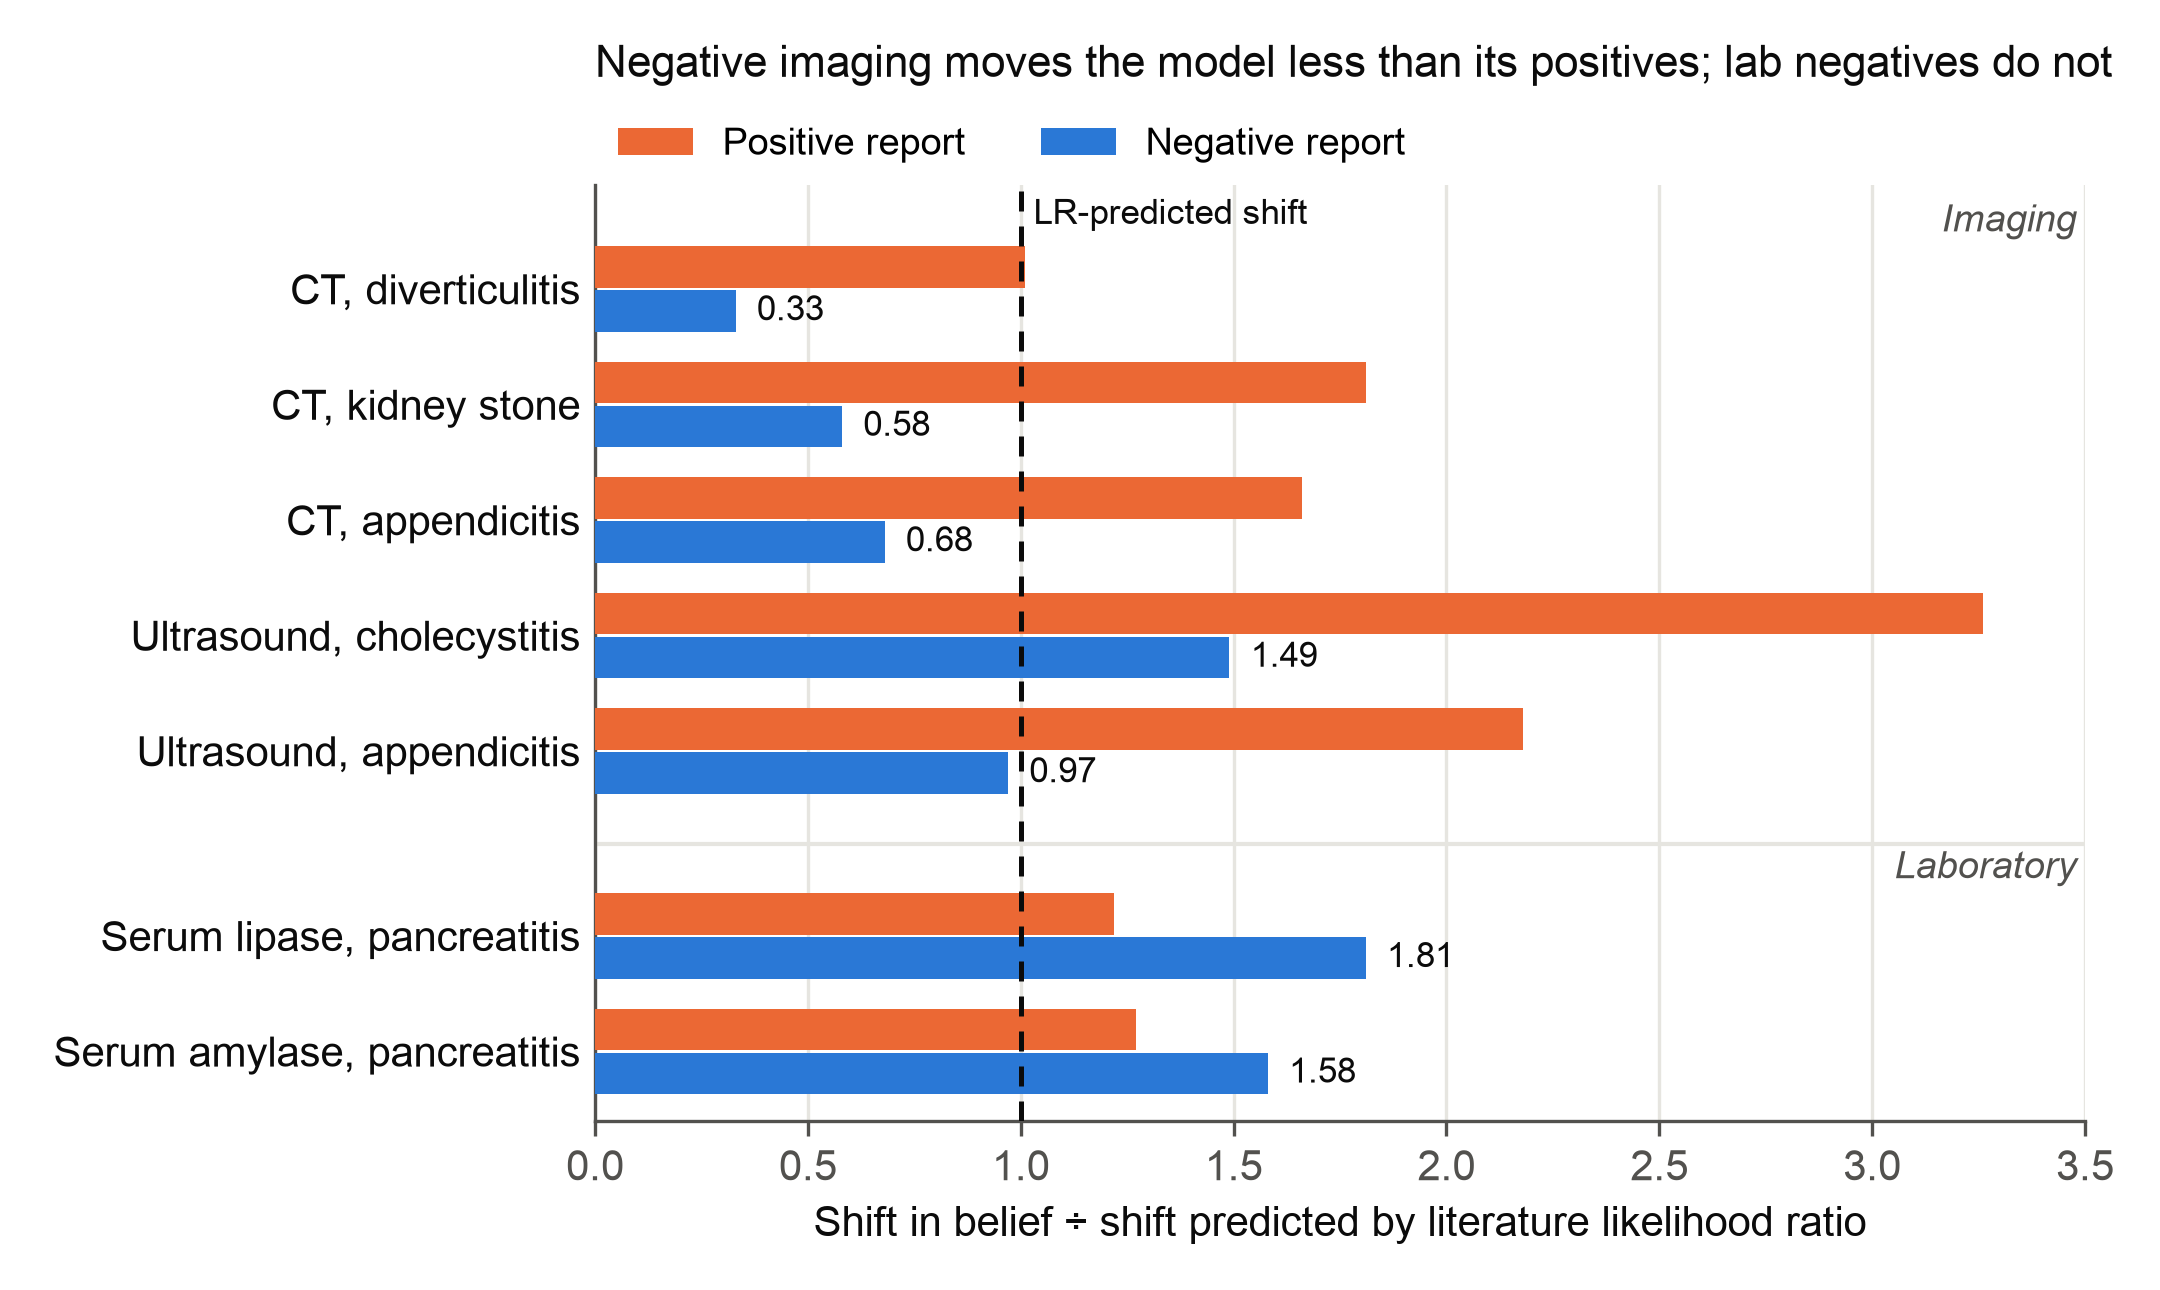 Negative imaging moves the model less than its positives; lab negatives do not
Positive report
Negative report
LR-predicted shift
Imaging
CT, diverticulitis
0.33
CT, kidney stone
0.58
CT, appendicitis
0.68
Ultrasound, cholecystitis
1.49
Ultrasound, appendicitis
0.97
Laboratory
Serum lipase, pancreatitis
1.81
Serum amylase, pancreatitis
1.58
0.0 0.5 1.0 1.5 2.0 2.5 3.0 3.5
Shift in belief ÷ shift predicted by literature likelihood ratio